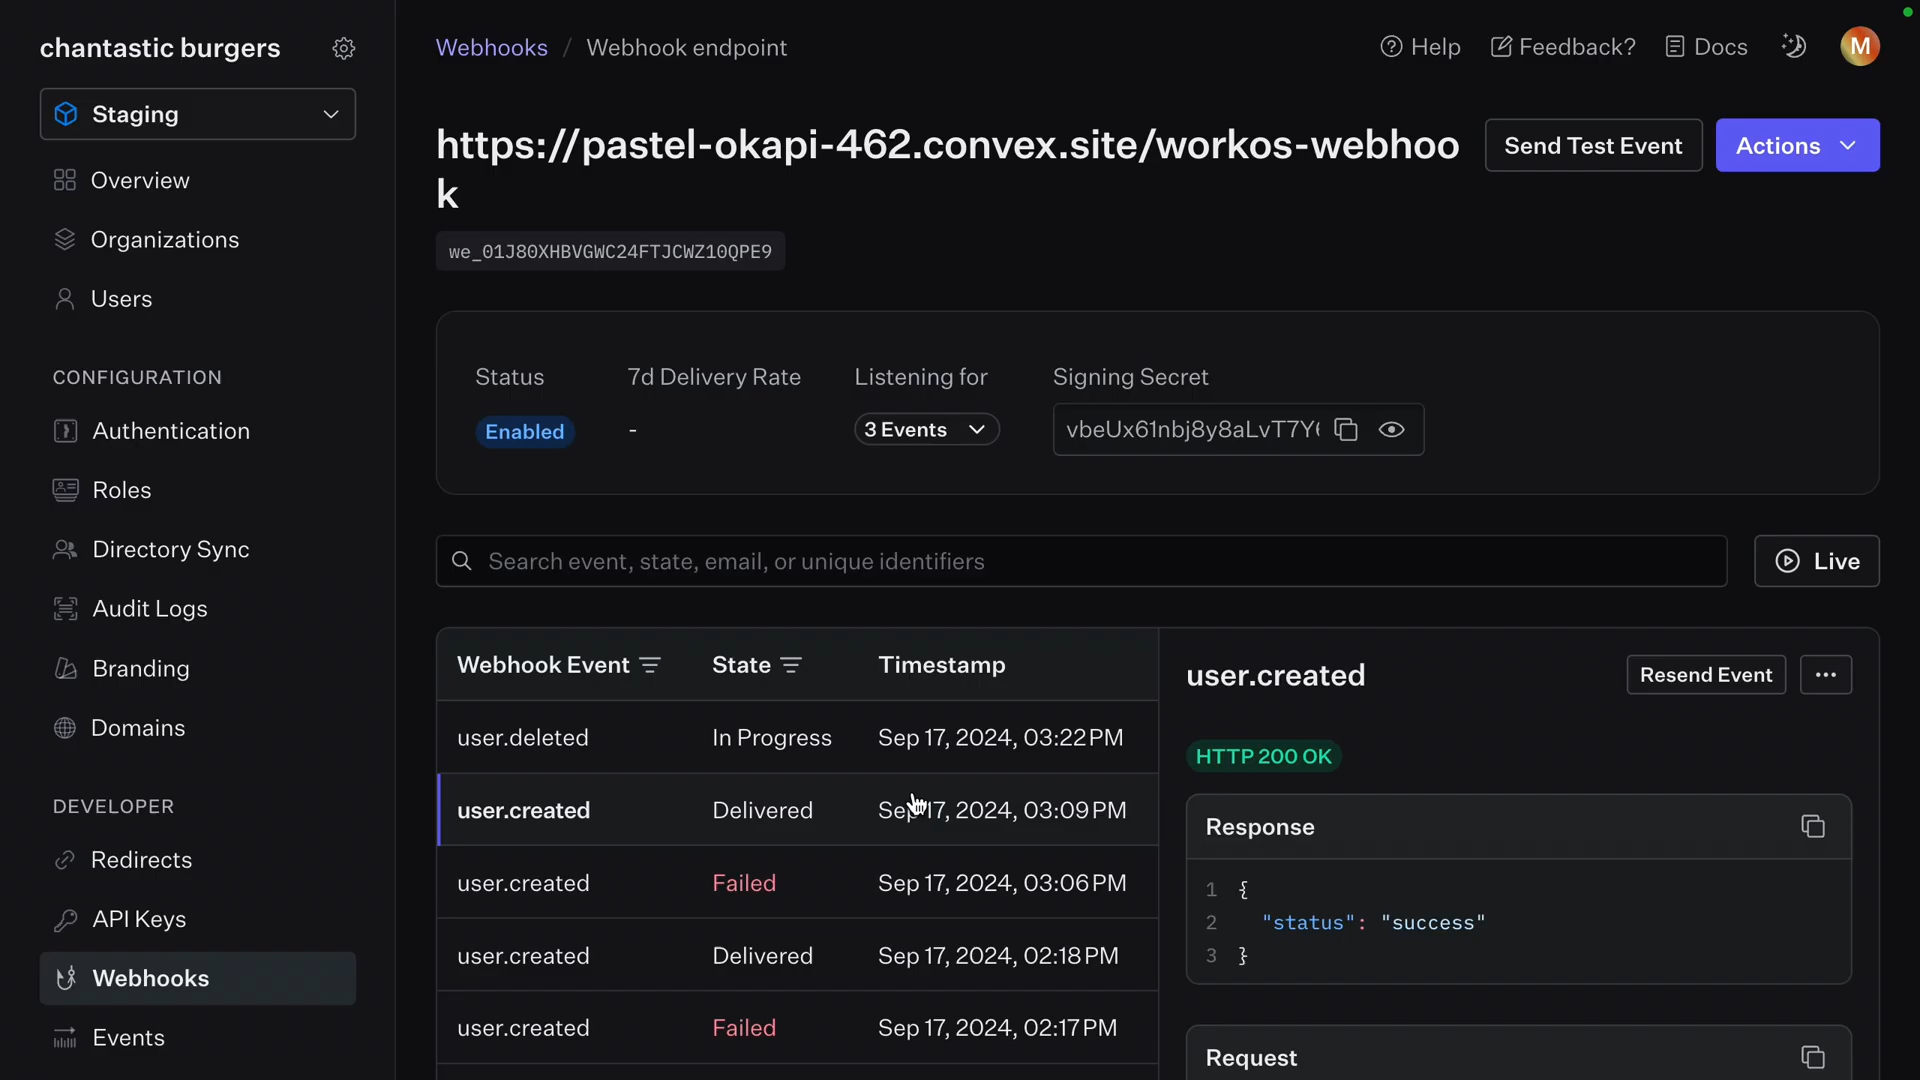 chantastic burgers
Staging
Overview
Organizations
Users
CONFIGURATION
Authentication
Roles
Directory Sync
Audit Logs
Branding
Domains
DEVELOPER
Redirects
API Keys
Webhooks
Events
Webhooks / Webhook endpoint
Help
Feedback?
Docs
M
https://pastel-okapi-462.convex.site/workos-webhoo
k
Send Test Event
Actions
we_01J80XHBVGWC24FTJCWZ10QPE9
Status
7d Delivery Rate
Listening for
Signing Secret
Enabled
-
3 Events
vbeUx61nbj8y8aLvT7Y
Search event, state, email, or unique identifiers
Live
Webhook Event State Timestamp
user.deleted In Progress Sep 17, 2024, 03:22 PM
user.created Delivered Sep 17, 2024, 03:09 PM
user.created Failed Sep 17, 2024, 03:06 PM
user.created Delivered Sep 17, 2024, 02:18 PM
user.created Failed Sep 17, 2024, 02:17 PM
user.created
Resend Event
HTTP 200 OK
Response
1 {
2 "status": "success"
3 }
Request